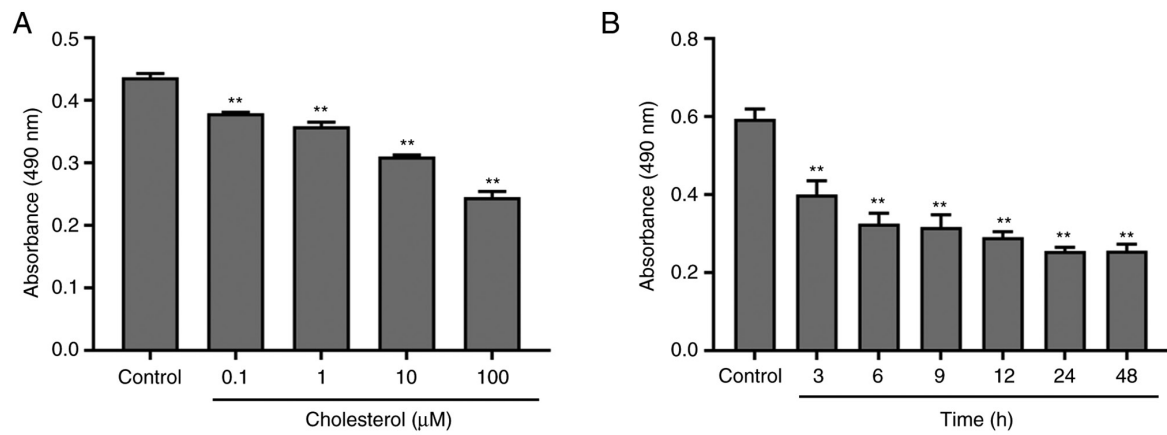 A
0.5
0.4
0.3
0.2
0.1
0.0
Absorbance (490 nm)
**
**
**
**
Control 0.1 1 10 100
Cholesterol (μM)
B
0.8
0.6
0.4
0.2
0.0
Absorbance (490 nm)
**
**
**
**
**
**
Control 3 6 9 12 24 48
Time (h)